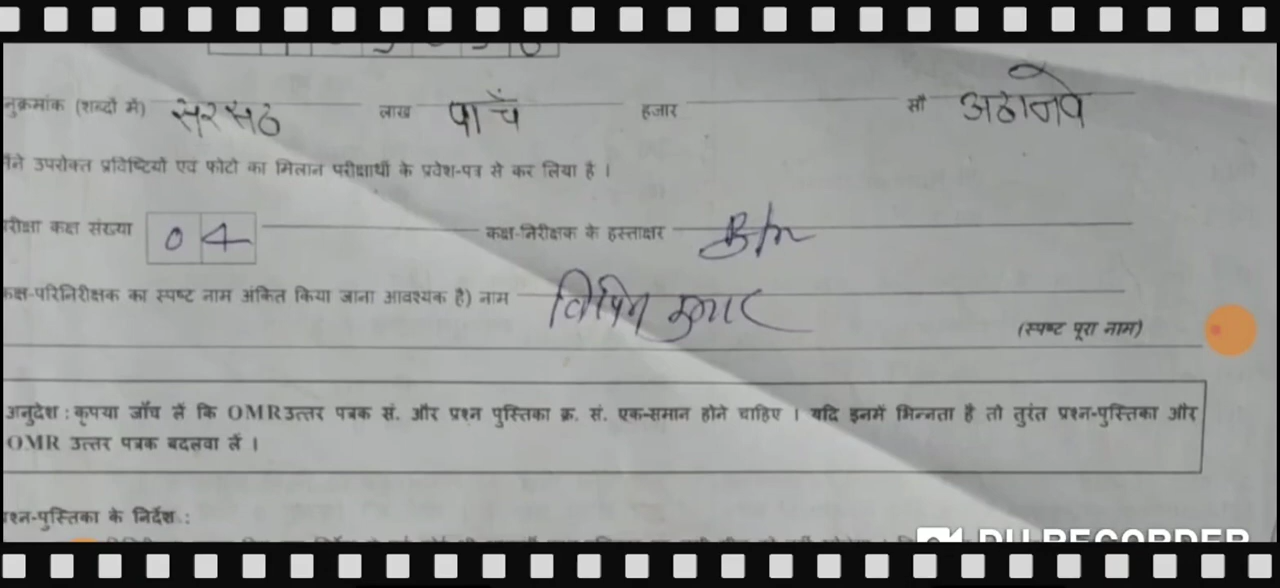 नुक्रमांक (शब्दों में) सरसठ लाख पाचँ हजार सौ अठानवे
मैंने उपरोक्त प्रविष्टियों एवं फोटो का मिलान परीक्षार्थी के प्रवेश-पत्र से कर लिया है ।
रीक्षा कक्ष संख्या 04 कक्ष-निरीक्षक के हस्ताक्षर
कक्ष-परिनिरीक्षक का स्पष्ट नाम अंकित किया जाना आवश्यक है) नाम विपिन कुमार
(स्पष्ट पूरा नाम)
अनुदेश : कृपया जाँच लें कि OMR उत्तर पत्रक सं. और प्रश्न पुस्तिका क्र. सं. एक-समान होने चाहिए । यदि इनमें भिन्नता है तो तुरंत प्रश्न-पुस्तिका और
OMR उत्तर पत्रक बदलवा लें ।
प्रश्न-पुस्तिका के निर्देश :
DU RECORDER